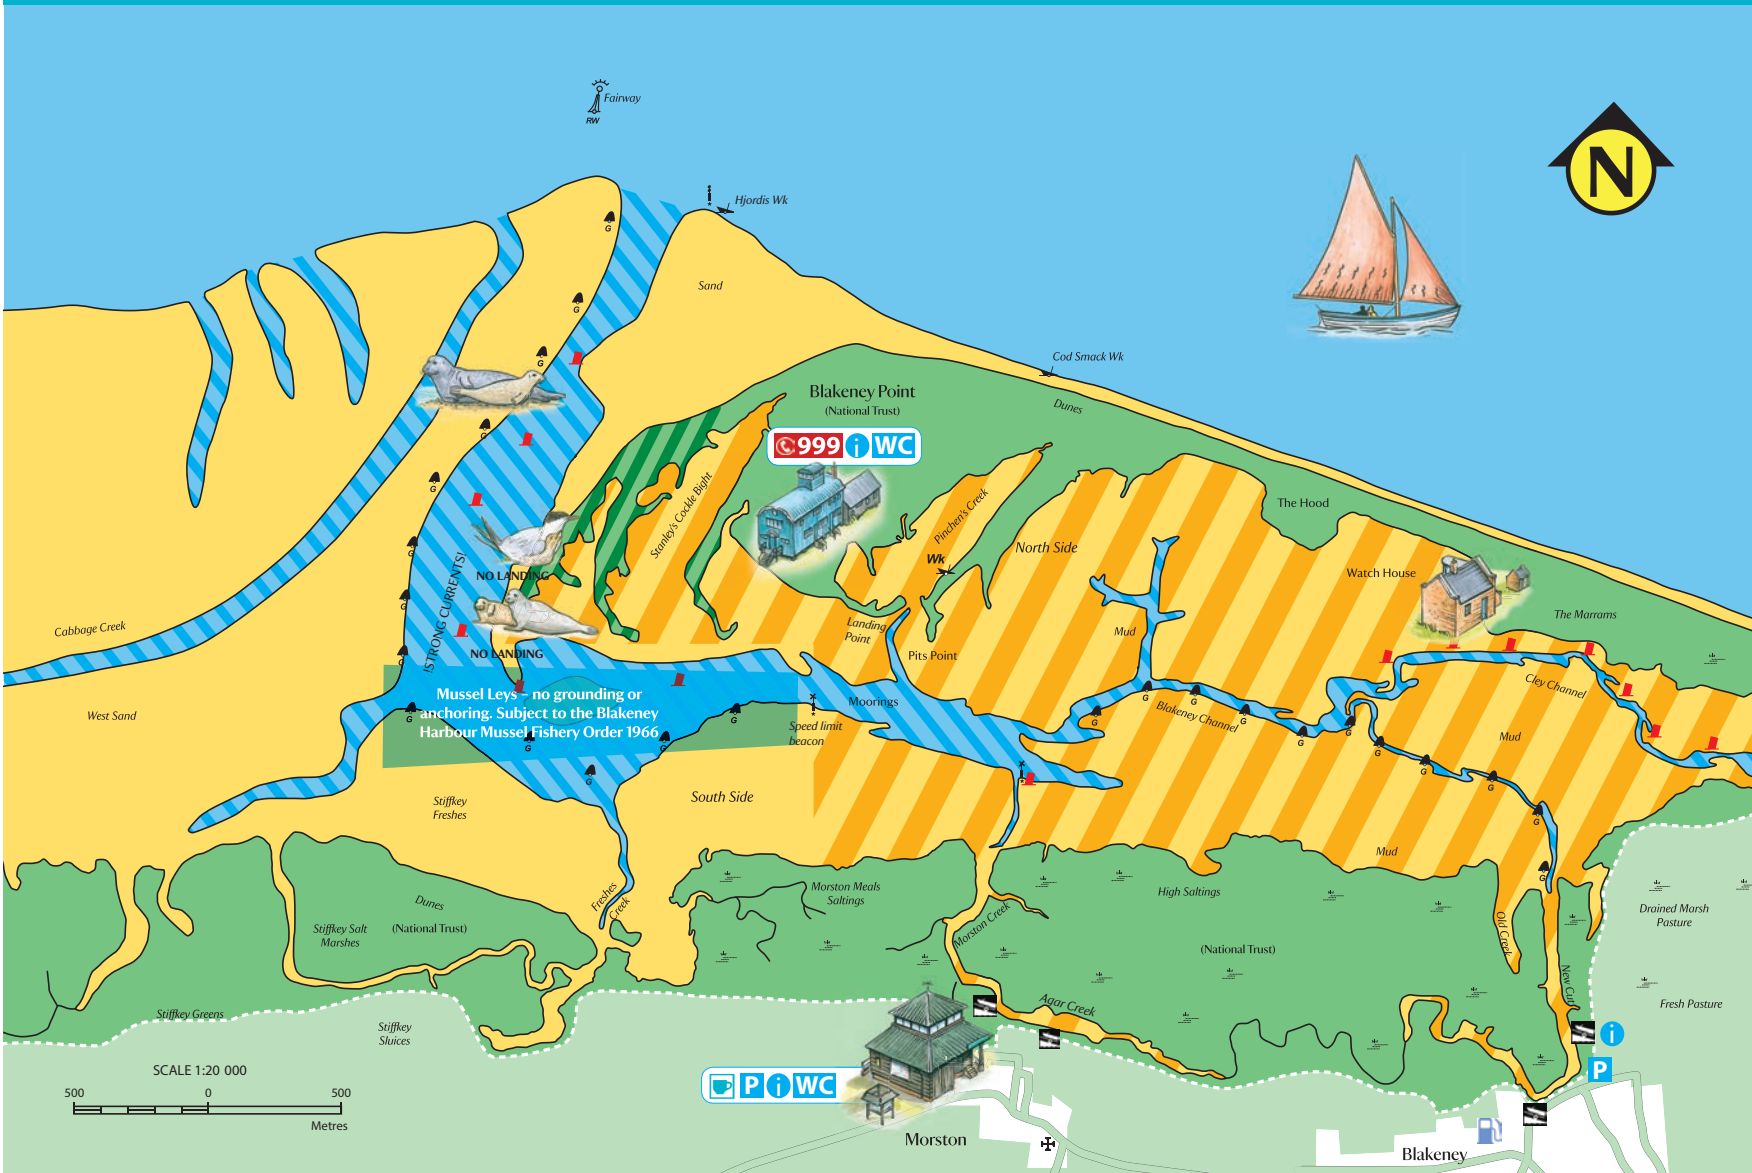 Fairway
RW
N
Hjordis Wk
G
Sand
G
Cod Smack Wk
G
Blakeney Point
(National Trust)
Dunes
G
999 i WC
G
Stanley's Cockle Bight
Pinchen's Creek
The Hood
G
North Side
Wk
!STRONG CURRENTS!
NO LANDING
Watch House
G
The Marrams
Cabbage Creek
Landing
Point
Mud
G
NO LANDING
Pits Point
Cley Channel
Mussel Leys - no grounding or
anchoring. Subject to the Blakeney
Harbour Mussel Fishery Order 1966
Moorings
G
G
G
West Sand
G
G
G
G
Blakeney Channel
Speed limit
beacon
G
G
G
G
Mud
G
G
G
G
Stiffkey
Freshes
South Side
G
Mud
G
Freshes
Creek
Morston Meals
Saltings
High Saltings
Dunes
Stiffkey Salt
Marshes
(National Trust)
Morston Creek
Old Creek
Drained Marsh
Pasture
(National Trust)
New Cut
Agar Creek
Fresh Pasture
Stiffkey Greens
Stiffkey
Sluices
i
SCALE 1:20 000
P
500 0 500
Metres
P i WC
Morston
Blakeney